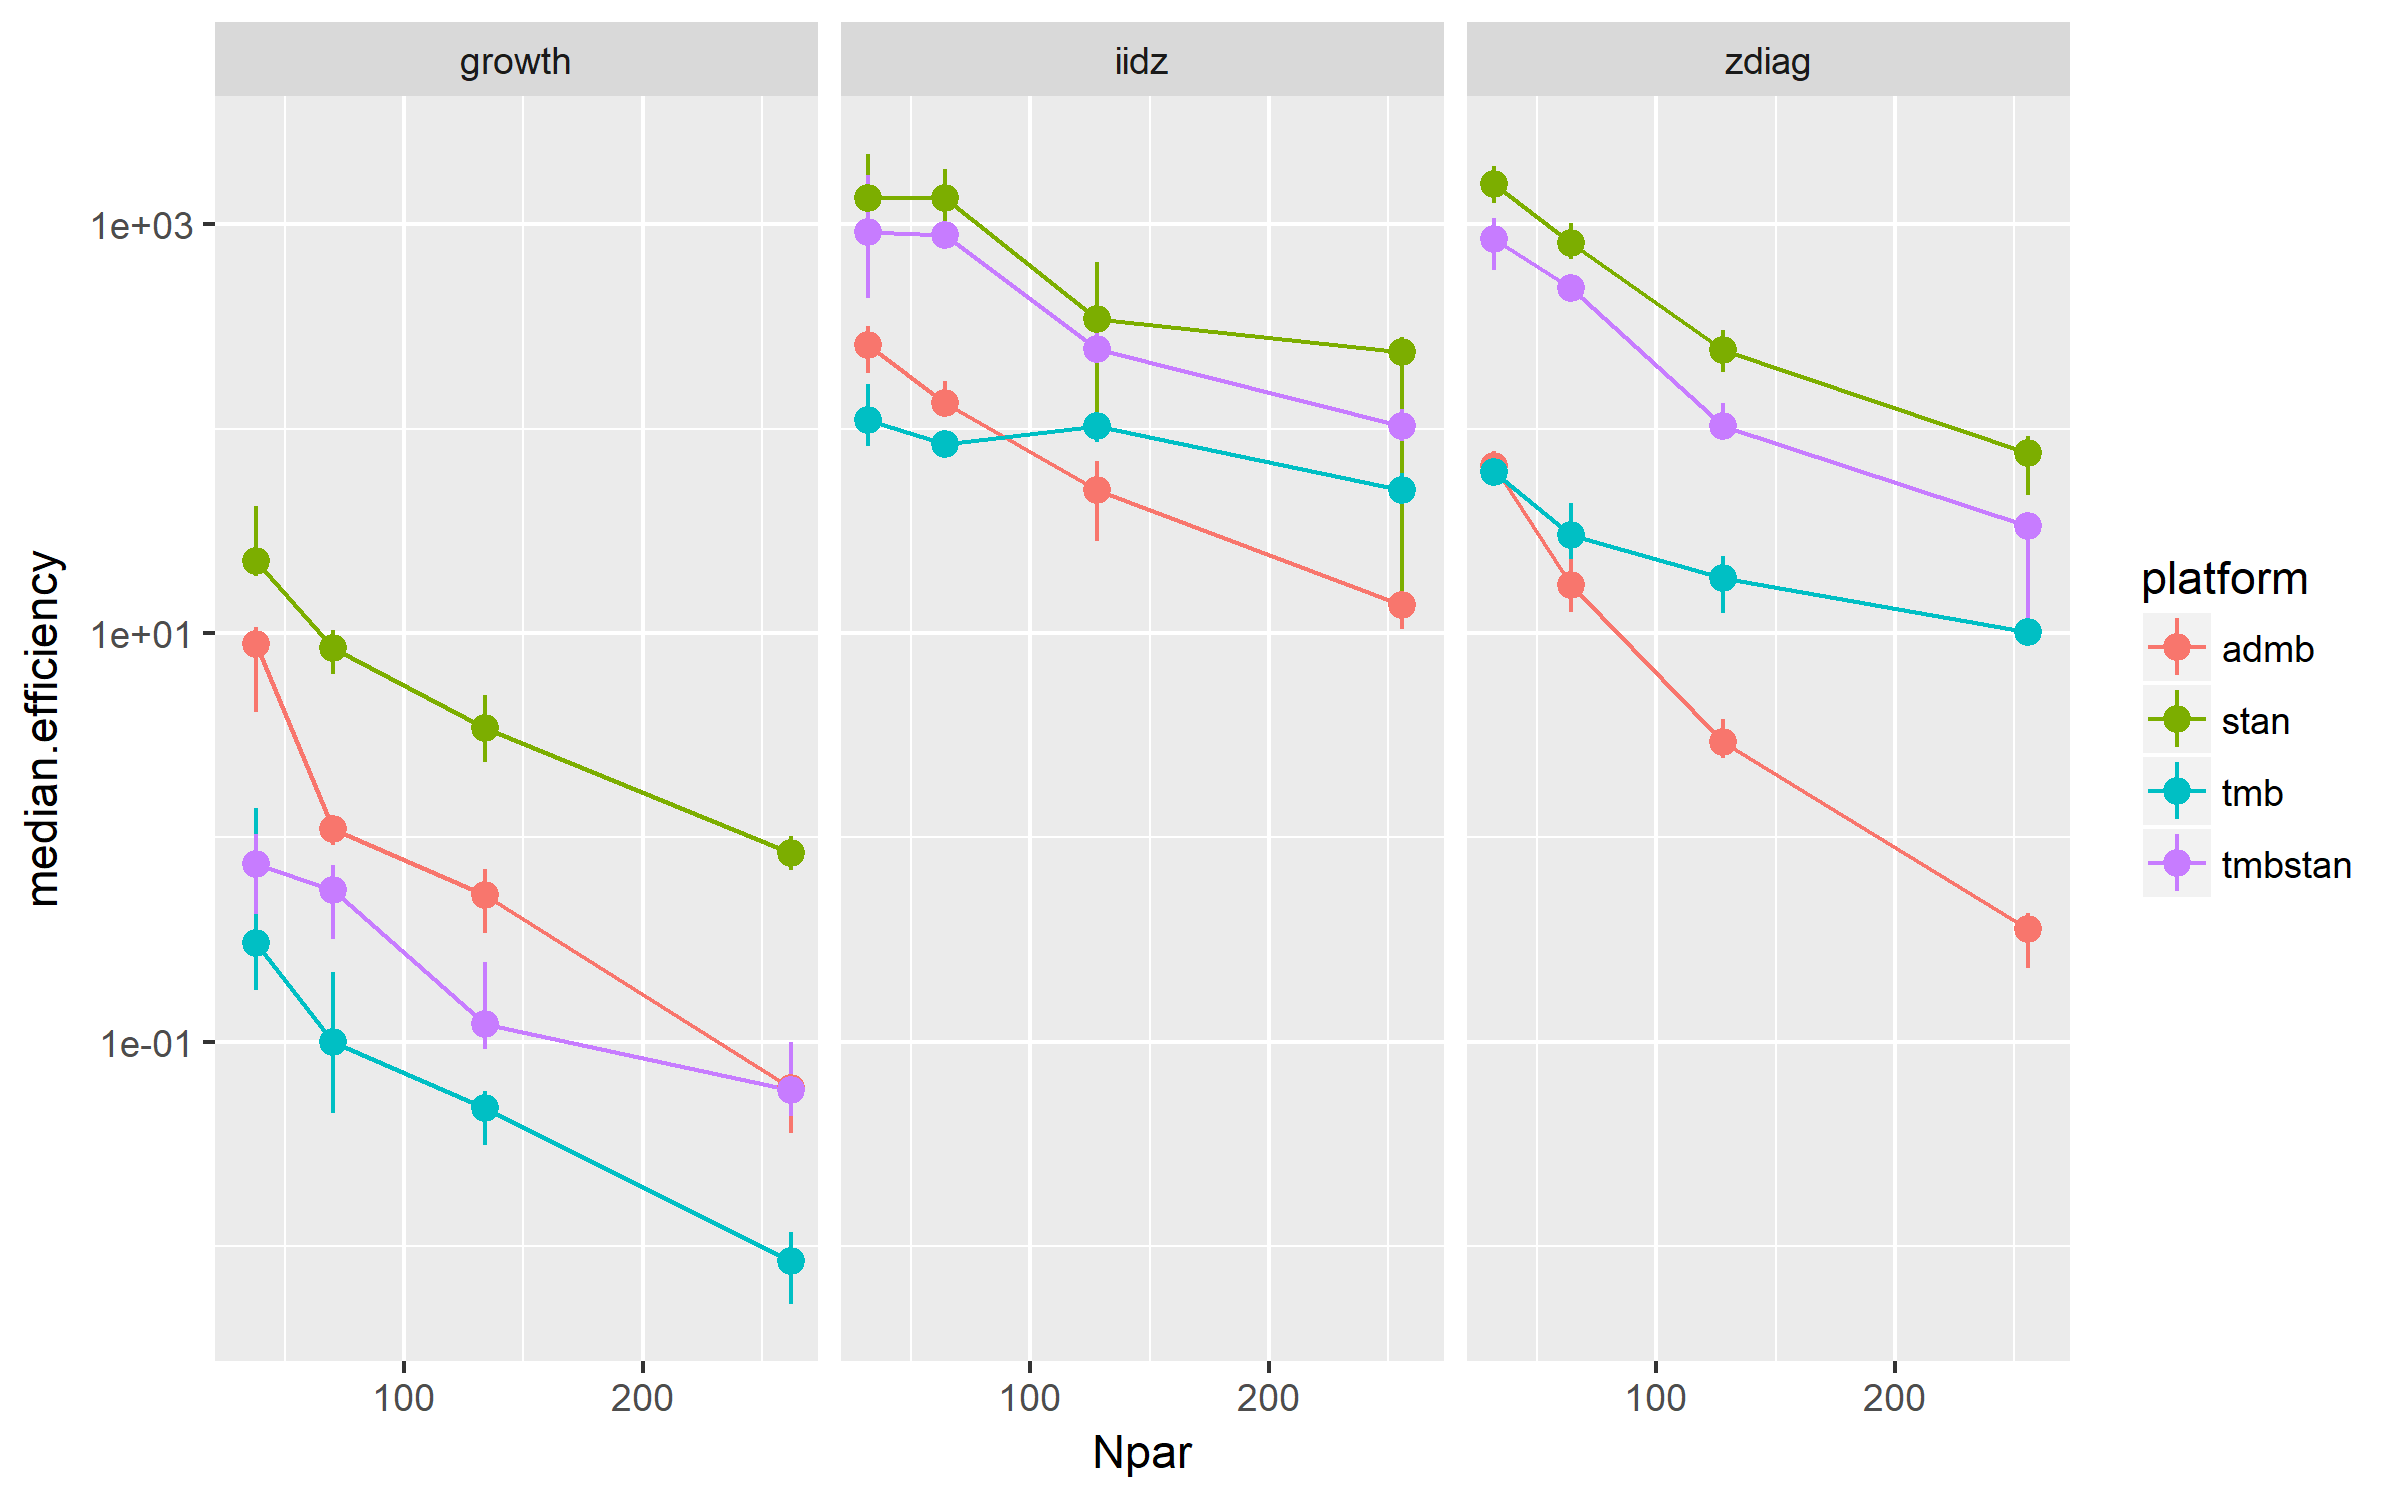 growth
iidz
zdiag
median.efficiency
1e+03
1e+01
1e-01
100
200
100
200
100
200
Npar
platform
admb
stan
tmb
tmbstan